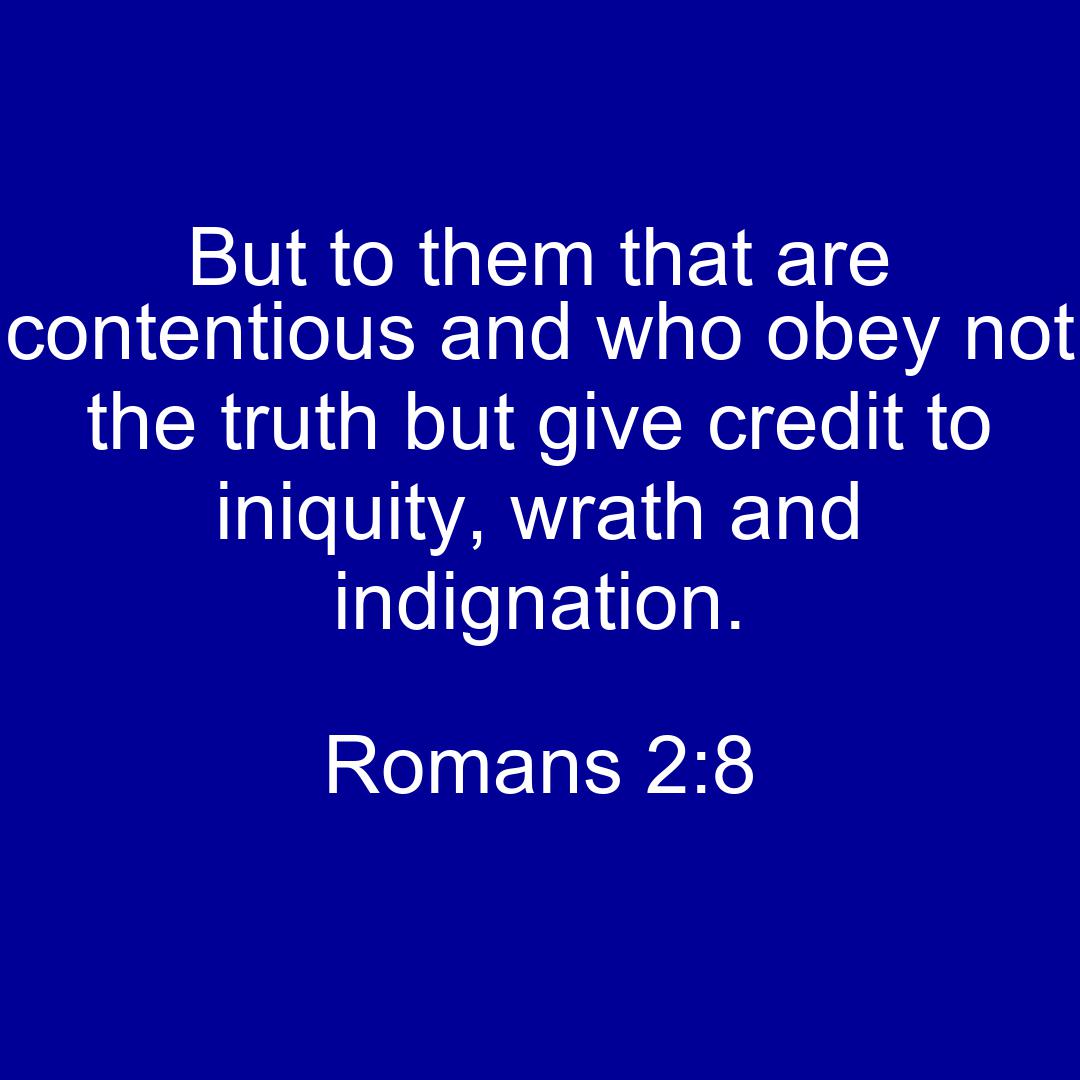 But to them that are
contentious and who obey not
the truth but give credit to
iniquity, wrath and
indignation.
Romans 2:8